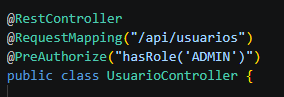 @RestController
@RequestMapping("/api/usuarios")
@PreAuthorize("hasRole('ADMIN')")
public class UsuarioController {